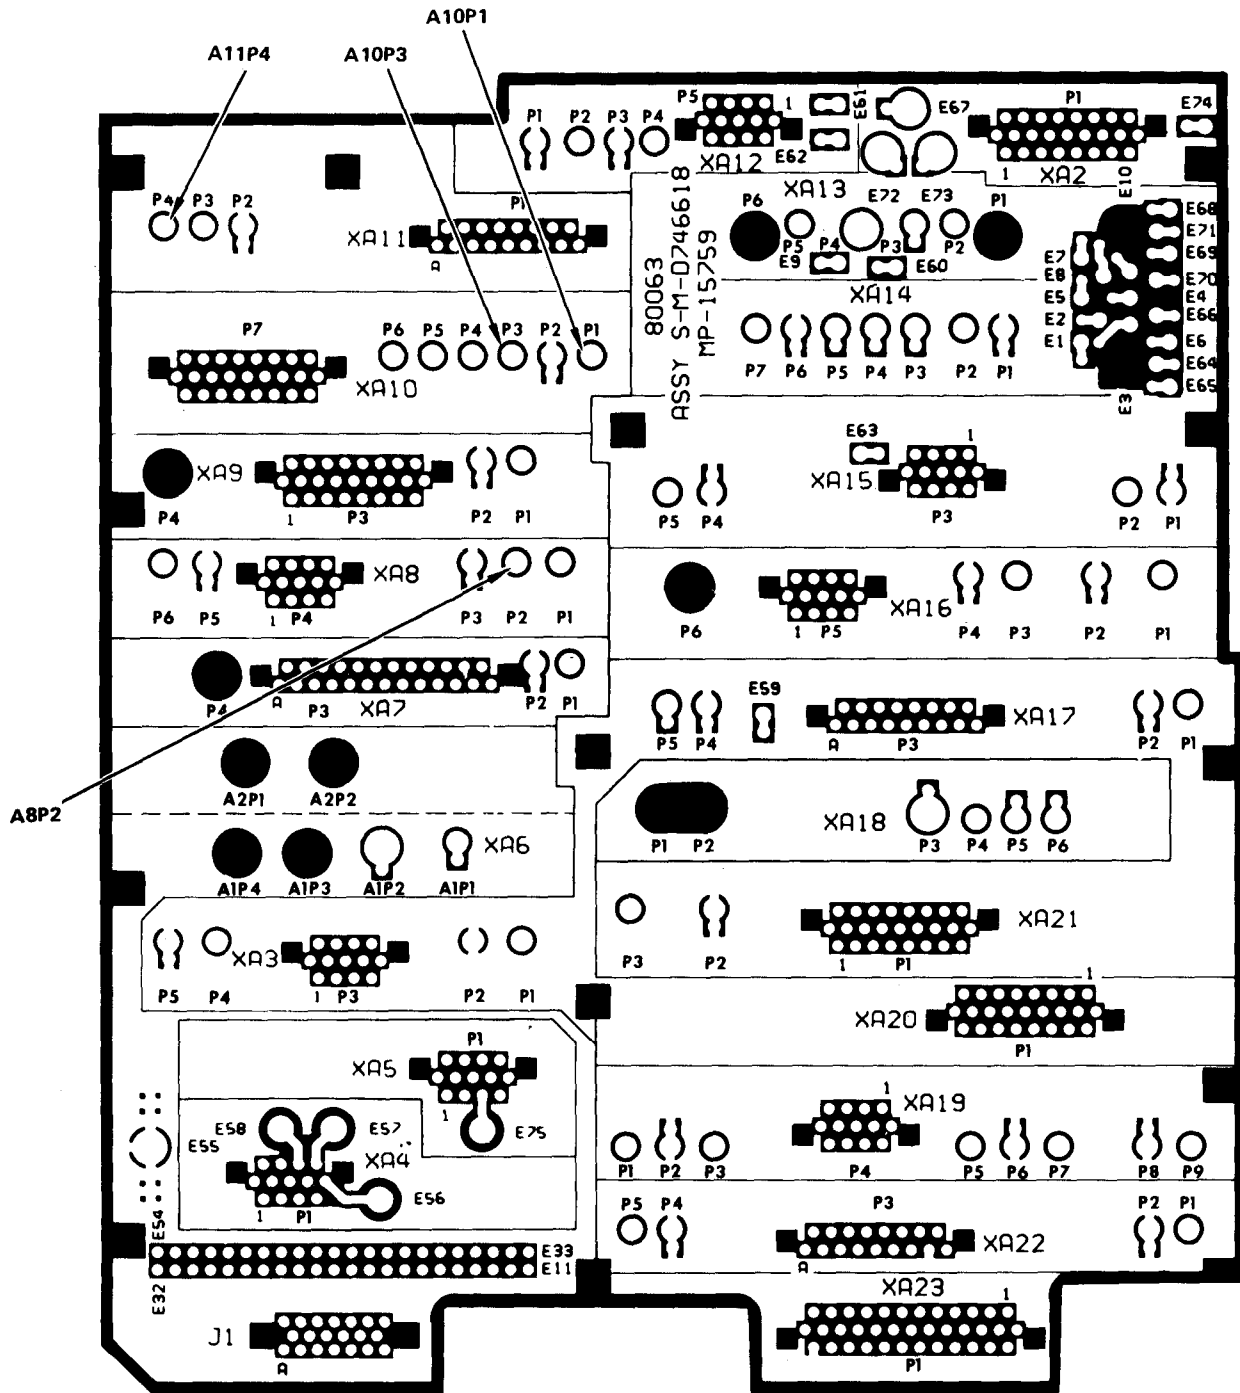 A10P1
A11P4
A10P3
P1 P2 P3 P4 P5 1 E61 E67 P1 E74
E62 XA12
XA13 1 XA2 E10
P4 P3 P2
XA11 P1
A
80063
ASSY S-M-D746618
MP-15759
P6 E72 E73 P1
P5 P4 P3 P2
E9 E60
XA14
E68
E71
E7 E69
E8 E70
E5 E4
E2 E66
E1 E6
E64
E65
E3
P7 P6 P5 P4 P3 P2 P1
P7 P6 P5 P4 P3 P2 P1
XA10
XA9
P4 1 P3 P2 P1
E63 1
XA15
P5 P4 P3 P2 P1
XA8
P6 P5 1 P4 P3 P2 P1
XA16
P6 1 P5 P4 P3 P2 P1
P4 A P3 XA7 P2 P1
E59
XA17
P5 P4 A P3 P2 P1
A8P2
A2P1 A2P2
XA6
A1P4 A1P3 A1P2 A1P1
XA18
P1 P2 P3 P4 P5 P6
XA3
P5 P4 1 P3 P2 P1
XA21
P3 P2 1 P1
XA20 1
P1
XA5 P1
1 E75
E58 E57
E55
XA4
1 P1 E56
1 XA19
P1 P2 P3 P4 P5 P6 P7 P8 P9
P5 P4 P3 P2 P1
XA22
A
E54 E33
E32 E11
XA23 1
P1
J1
A